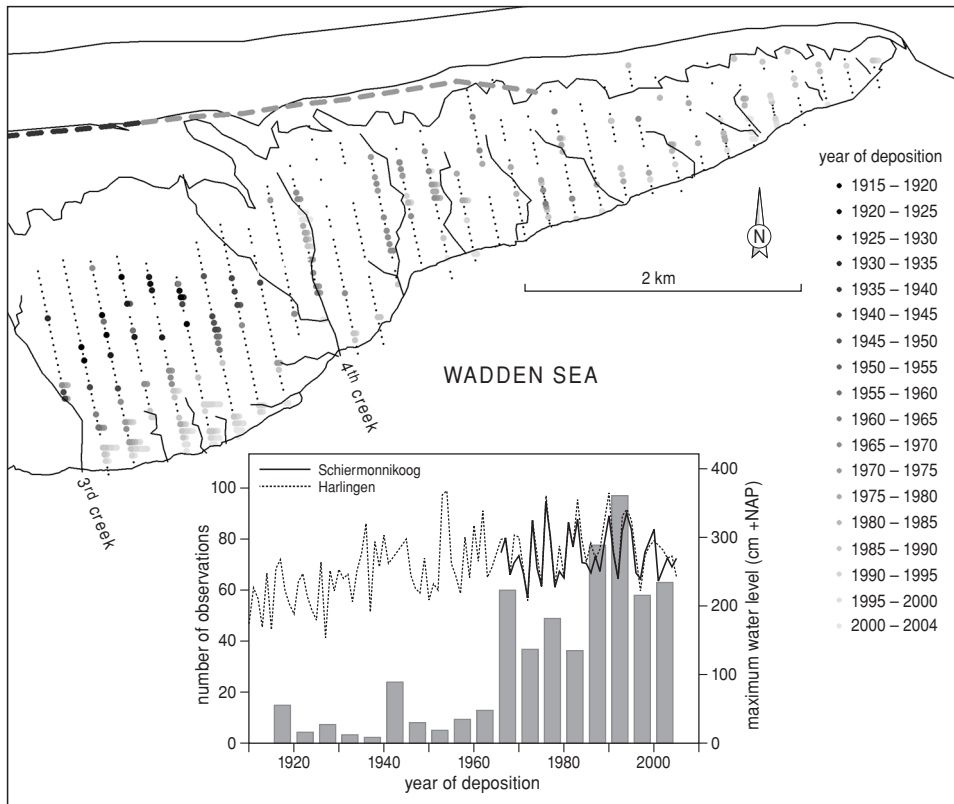 year of deposition
1915 – 1920
1920 – 1925
1925 – 1930
1930 – 1935
1935 – 1940
1940 – 1945
1945 – 1950
1950 – 1955
1955 – 1960
1960 – 1965
1965 – 1970
1970 – 1975
1975 – 1980
1980 – 1985
1985 – 1990
1990 – 1995
1995 – 2000
2000 – 2004
N
2 km
WADDEN SEA
4th creek
3rd creek
Schiermonnikoog
Harlingen
number of observations
100
80
60
40
20
0
maximum water level (cm +NAP)
400
300
200
100
0
1920
1940
1960
1980
2000
year of deposition